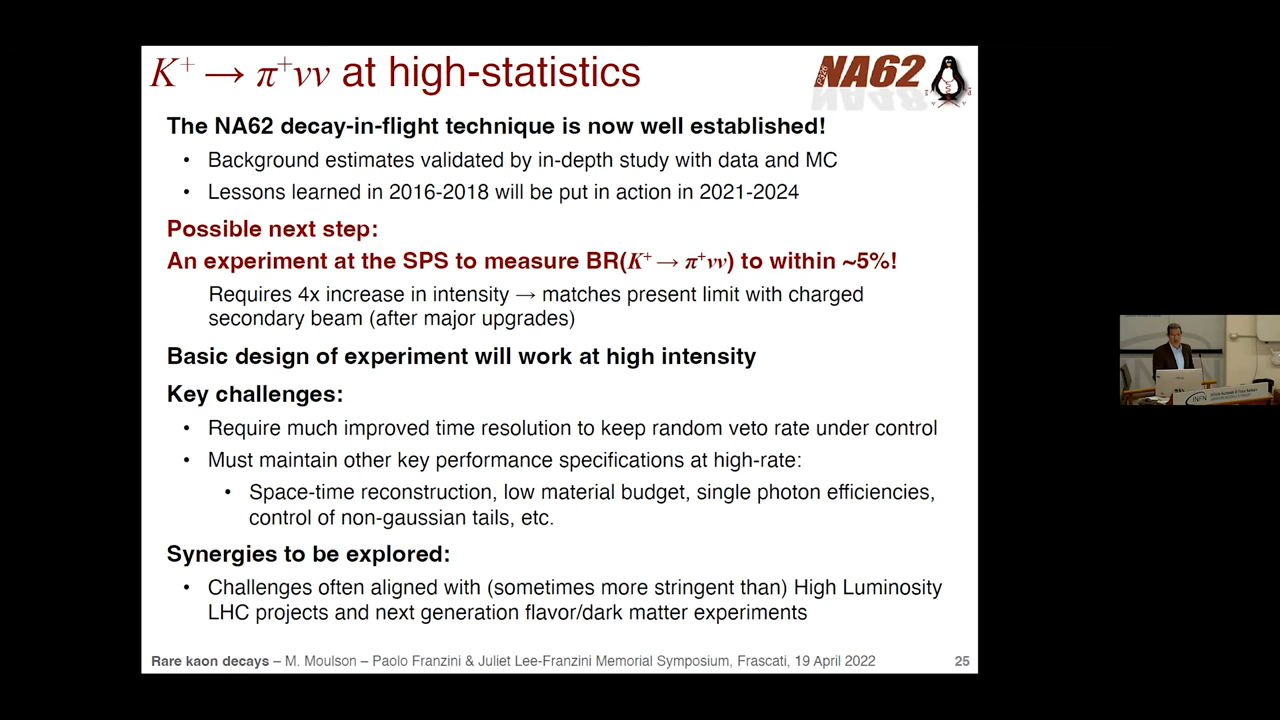 K⁺ → π⁺νν at high-statistics
NA62
The NA62 decay-in-flight technique is now well established!
• Background estimates validated by in-depth study with data and MC
• Lessons learned in 2016-2018 will be put in action in 2021-2024
Possible next step:
An experiment at the SPS to measure BR(K⁺ → π⁺νν) to within ~5%!
Requires 4x increase in intensity → matches present limit with charged
secondary beam (after major upgrades)
Basic design of experiment will work at high intensity
Key challenges:
• Require much improved time resolution to keep random veto rate under control
• Must maintain other key performance specifications at high-rate:
• Space-time reconstruction, low material budget, single photon efficiencies,
control of non-gaussian tails, etc.
Synergies to be explored:
• Challenges often aligned with (sometimes more stringent than) High Luminosity
LHC projects and next generation flavor/dark matter experiments
Rare kaon decays – M. Moulson – Paolo Franzini & Juliet Lee-Franzini Memorial Symposium, Frascati, 19 April 2022
25
INFN